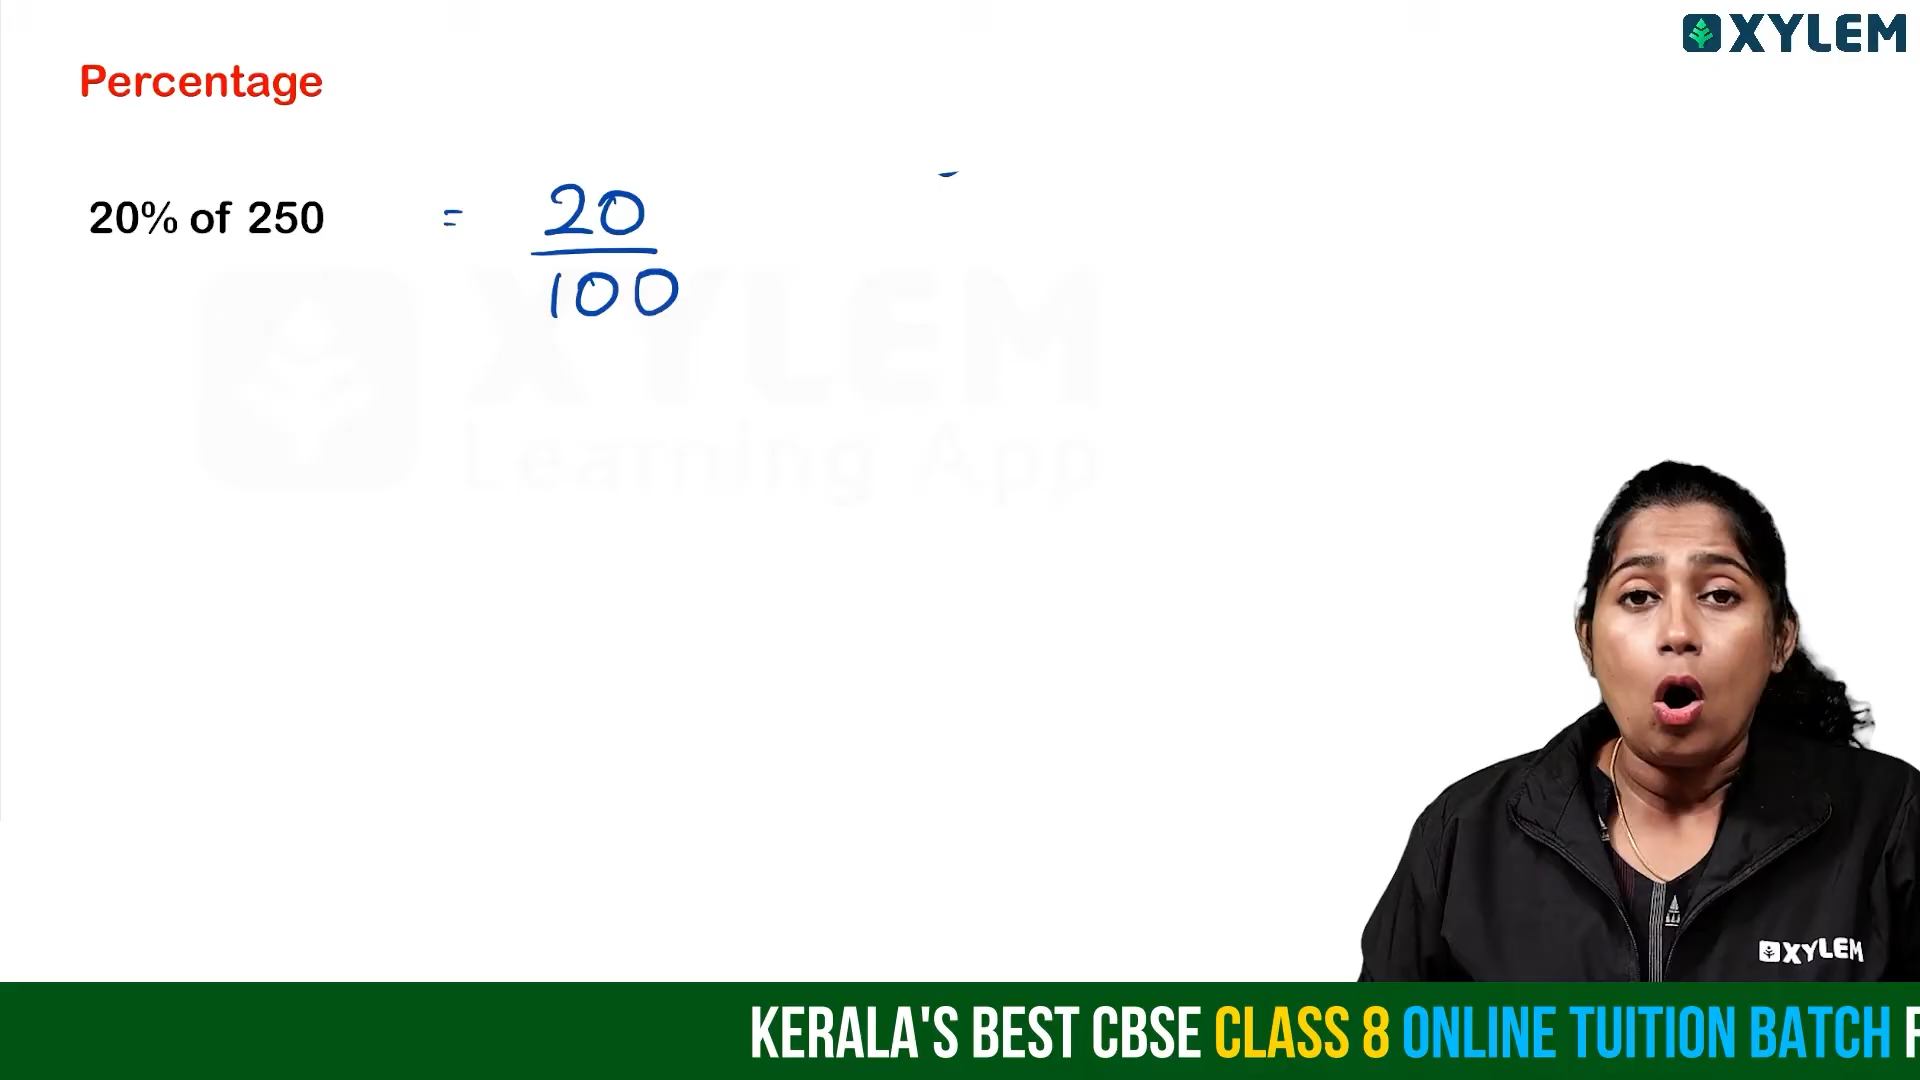 XYLEM
Percentage
20% of 250 = 20/100
XYLEM
Learning App
XYLEM
KERALA'S BEST CBSE CLASS 8 ONLINE TUITION BATCH